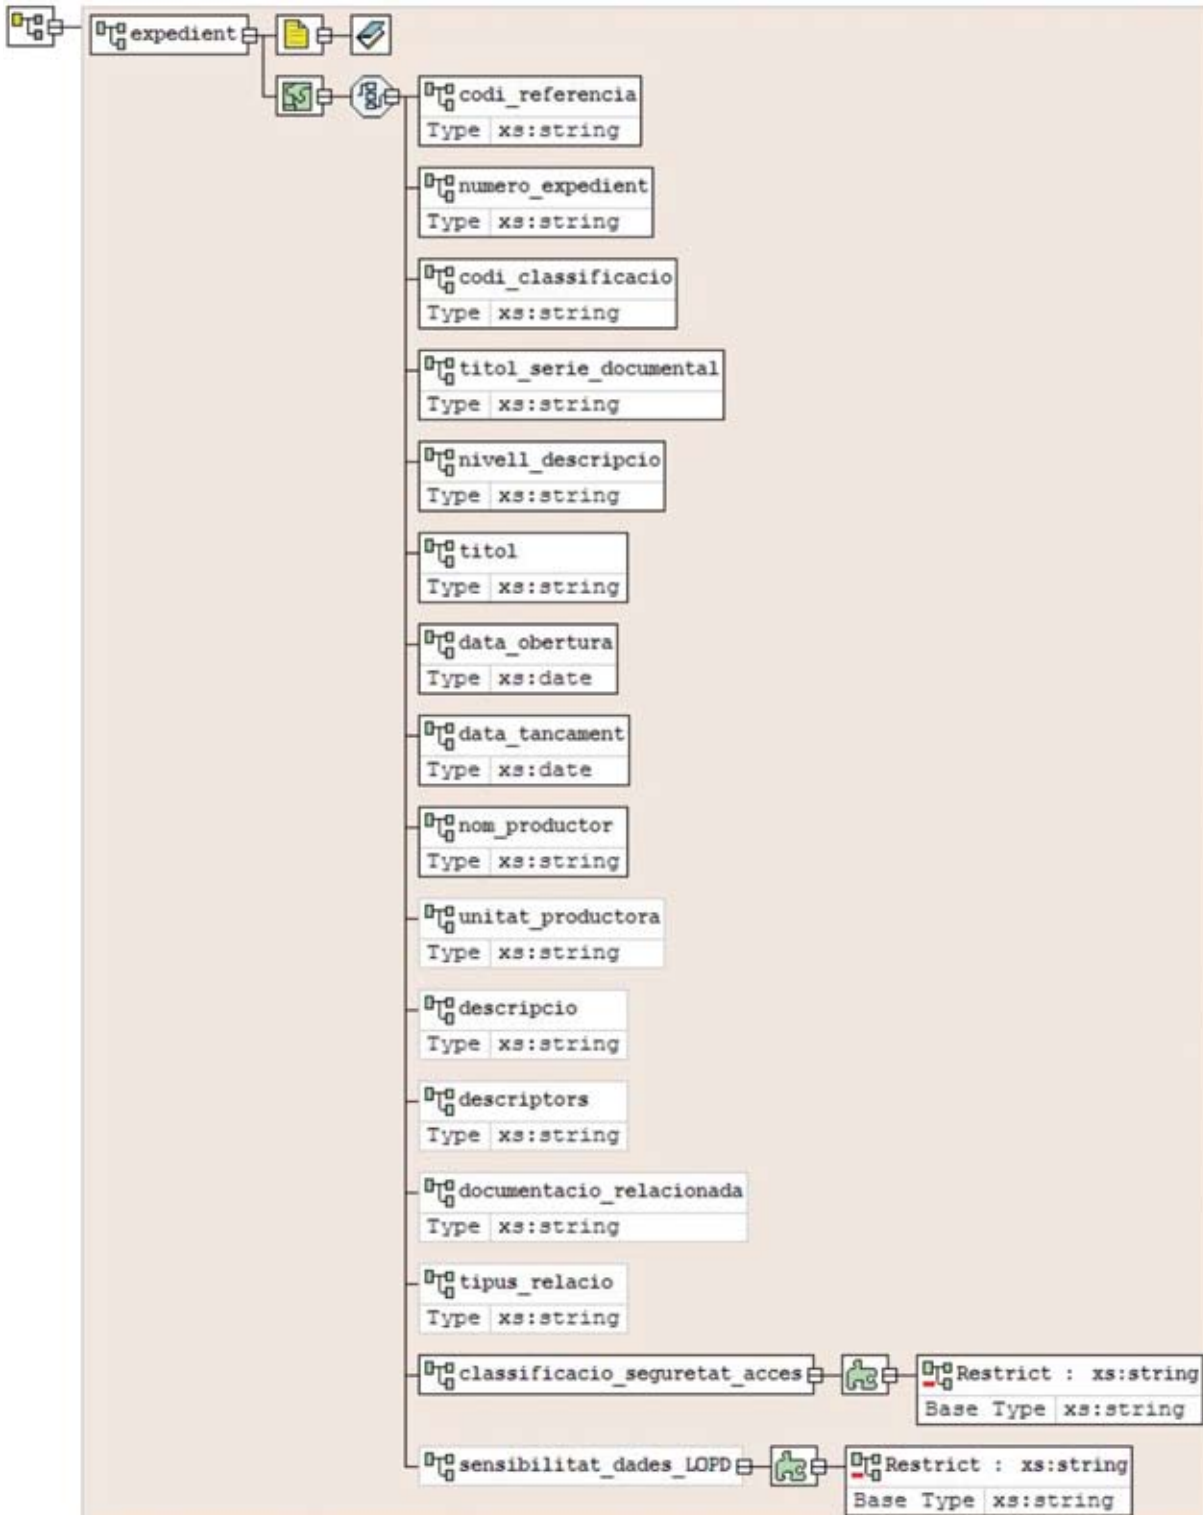 expedient
codi_referencia
Type xs:string
numero_expedient
Type xs:string
codi_classificacio
Type xs:string
titol_serie_documental
Type xs:string
nivell_descripcio
Type xs:string
titol
Type xs:string
data_obertura
Type xs:date
data_tancament
Type xs:date
nom_productor
Type xs:string
unitat_productora
Type xs:string
descripcio
Type xs:string
descriptors
Type xs:string
documentacio_relacionada
Type xs:string
tipus_relacio
Type xs:string
classificacio_seguretat_acces Restrict : xs:string
Base Type xs:string
sensibilitat_dades_LOPD Restrict : xs:string
Base Type xs:string